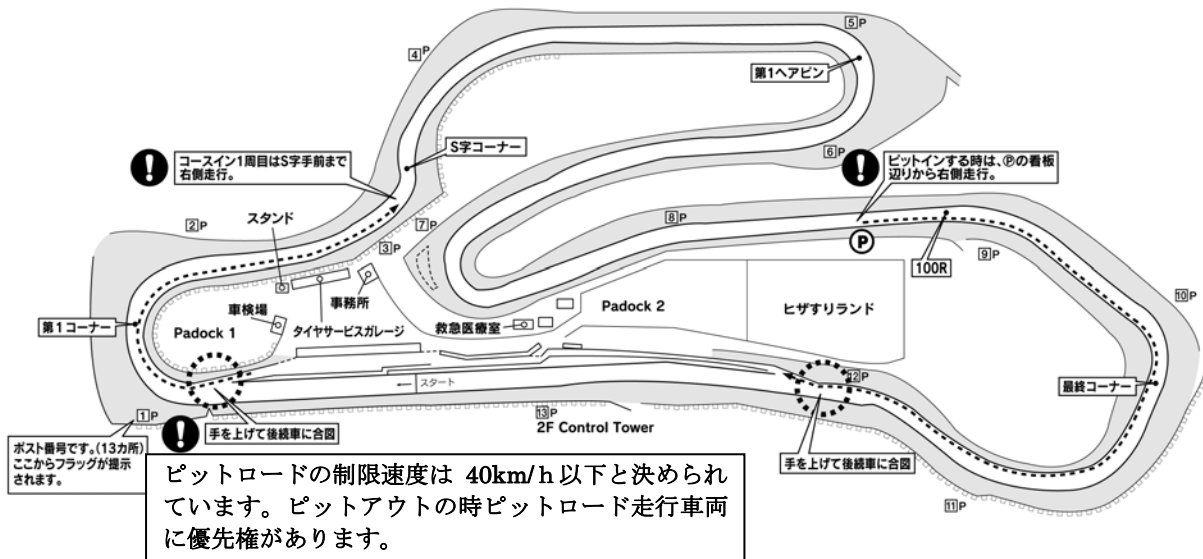 5P
4P
第1ヘアピン
!
コースイン1周目はS字手前まで
右側走行。
S字コーナー
6P
!
ピットインする時は、Ⓟの看板
辺りから右側走行。
2P
スタンド
7P
8P
3P
P
100R
9P
10P
事務所
車検場
タイヤサービスガレージ
第1コーナー
Padock 1
救急医療室
Padock 2
ヒザすりランド
←
スタート
12P
最終コーナー
1P
!
手を上げて後続車に合図
13P
2F Control Tower
手を上げて後続車に合図
11P
ポスト番号です。(13カ所)
ここからフラッグが提示
されます。
ピットロードの制限速度は 40km/h以下と決められ
ています。ピットアウトの時ピットロード走行車両
に優先権があります。